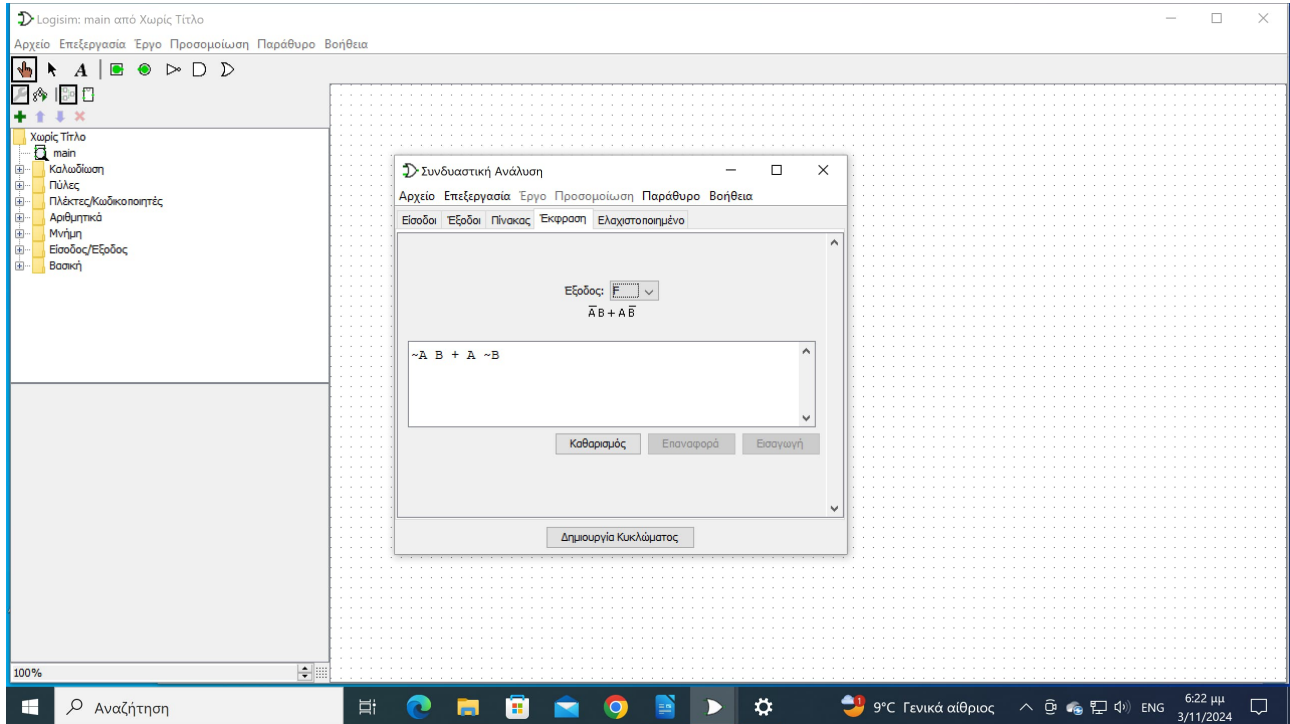 Logisim: main από Χωρίς Τίτλο
Αρχείο Επεξεργασία Έργο Προσομοίωση Παράθυρο Βοήθεια
A
Χωρίς Τίτλο
main
Καλωδίωση
Πύλες
Πλέκτες/Κωδικοποιητές
Αριθμητικά
Μνήμη
Είσοδος/Έξοδος
Βασική
Συνδυαστική Ανάλυση
Αρχείο Επεξεργασία Έργο Προσομοίωση Παράθυρο Βοήθεια
Είσοδοι Έξοδοι Πίνακας Έκφραση Ελαχιστοποιημένο
Έξοδος: F
A̅ B + A B̅
~A B + A ~B
Καθαρισμός Επαναφορά Εισαγωγή
Δημιουργία Κυκλώματος
100%
Αναζήτηση
1
9°C Γενικά αίθριος
ENG
6:22 μμ
3/11/2024